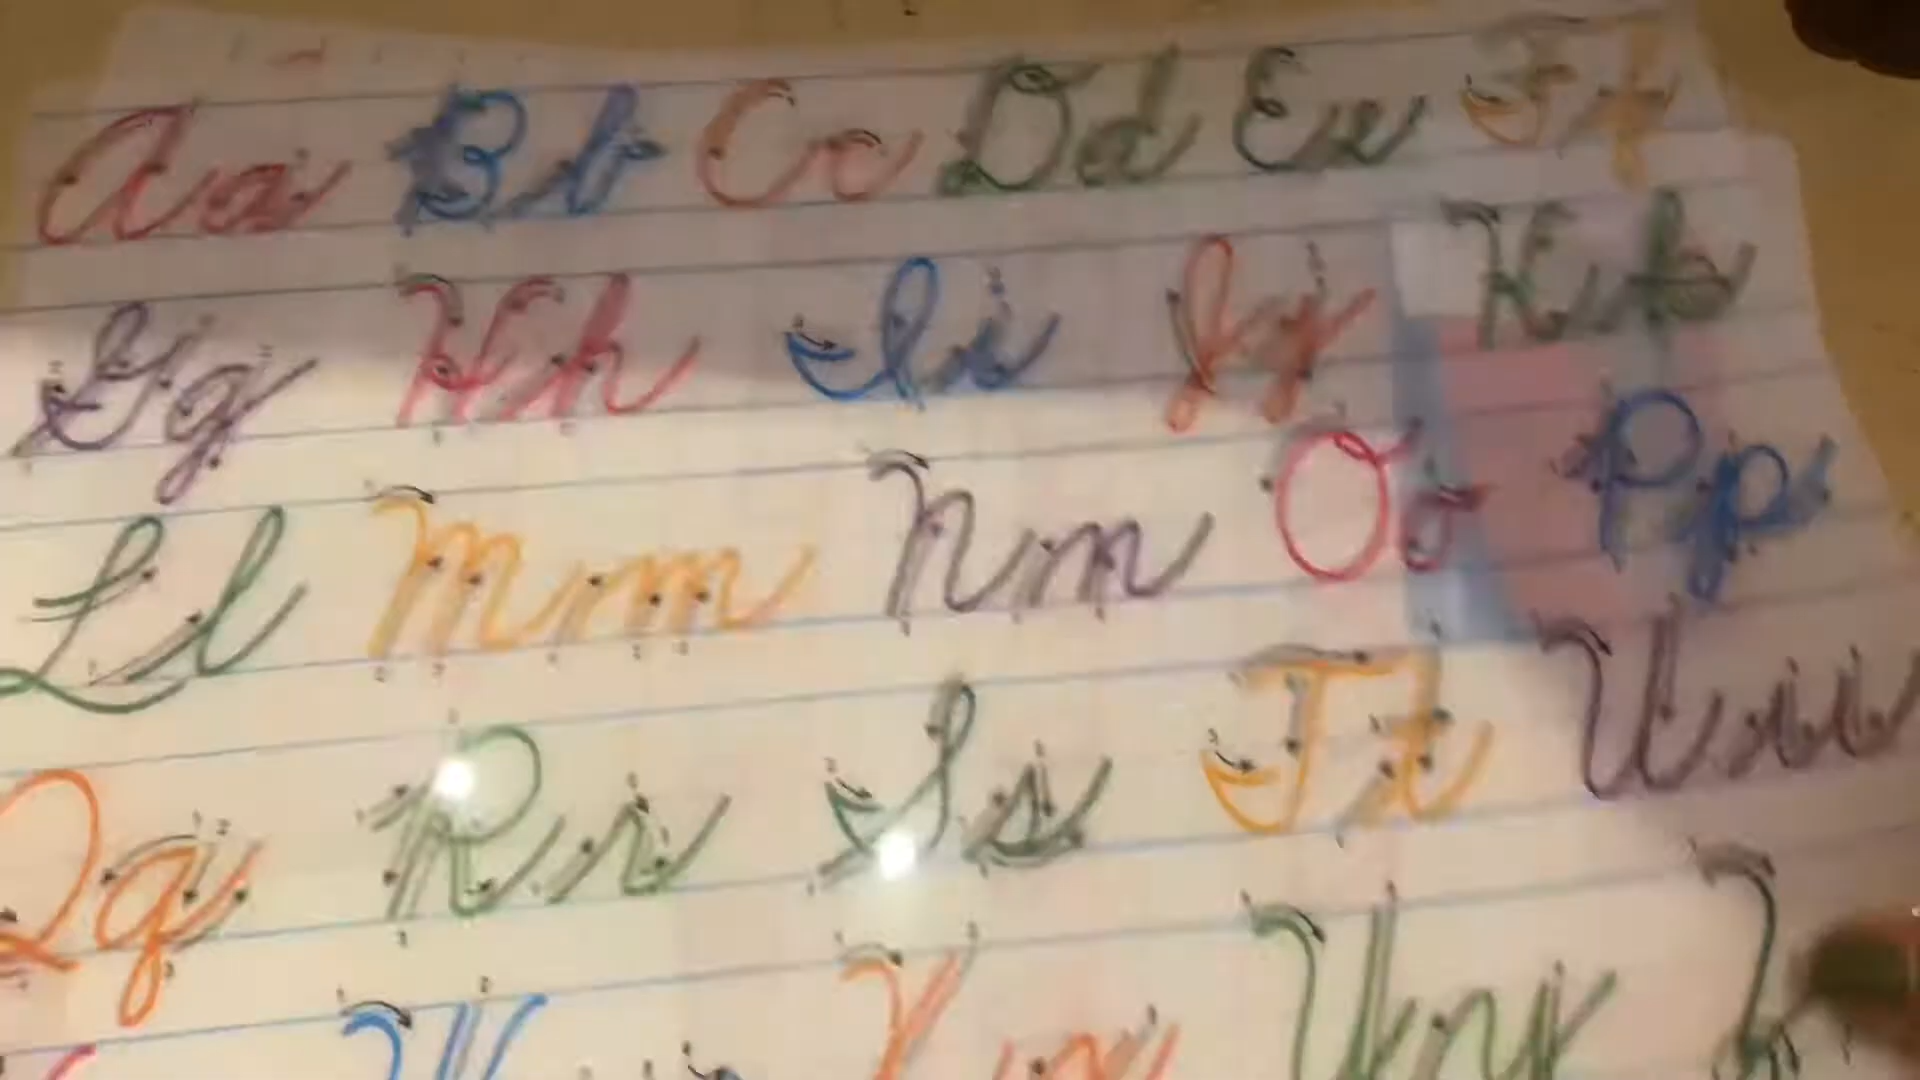 Aa Bb Cc Dd Ee Ff
Gg Hh Ii Jj Kk
Ll Mm Nn Oo Pp
Qq Rr Ss Tt Uu
W X Yy